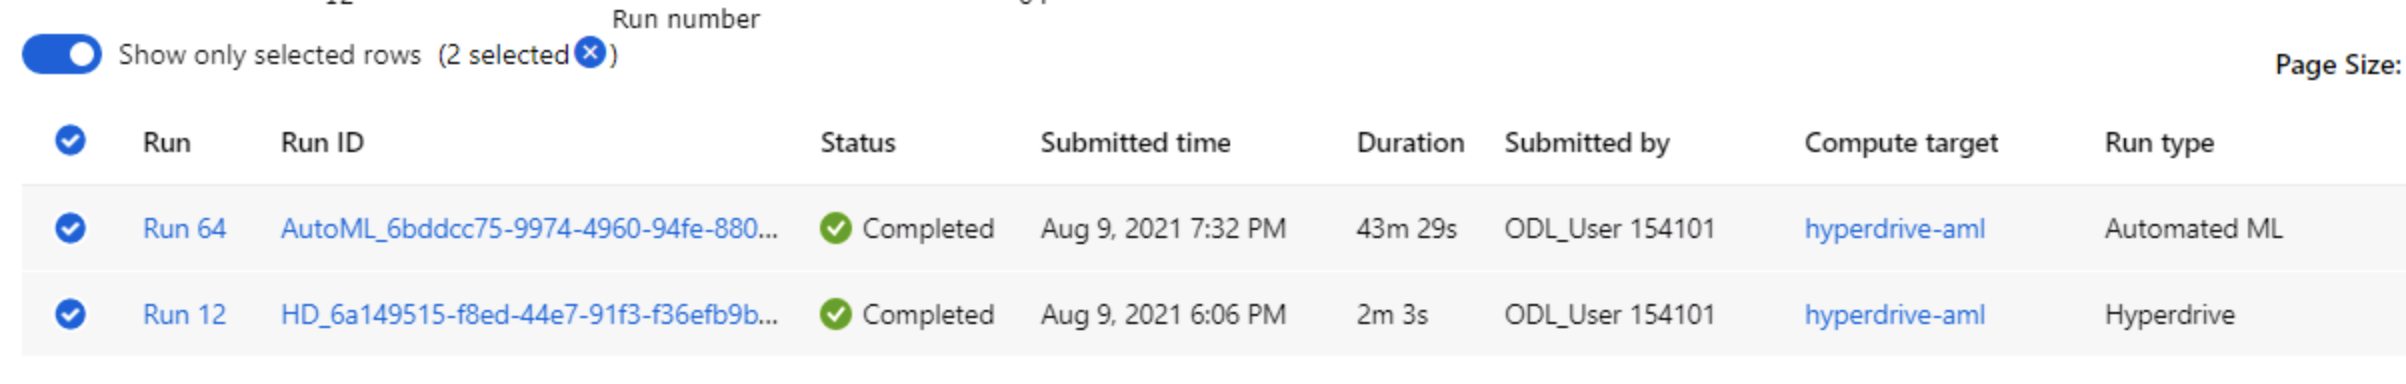 Run number
Show only selected rows (2 selected )
Page Size:
Run Run ID Status Submitted time Duration Submitted by Compute target Run type
Run 64 AutoML_6bddcc75-9974-4960-94fe-880... Completed Aug 9, 2021 7:32 PM 43m 29s ODL_User 154101 hyperdrive-aml Automated ML
Run 12 HD_6a149515-f8ed-44e7-91f3-f36efb9b... Completed Aug 9, 2021 6:06 PM 2m 3s ODL_User 154101 hyperdrive-aml Hyperdrive